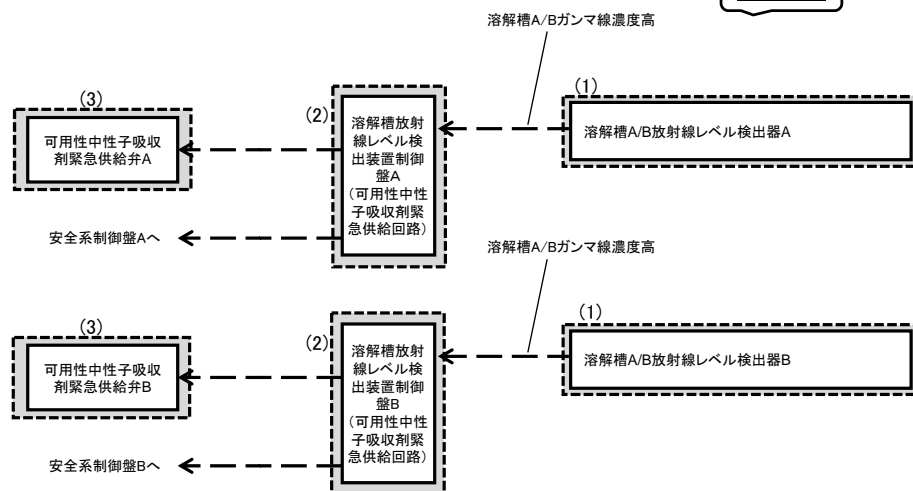 溶解槽A/Bガンマ線濃度高
(1)
溶解槽A/B放射線レベル検出器A
(2)
溶解槽放射
線レベル検
出装置制御
盤A
(可用性中性
子吸収剤緊
急供給回路)
(3)
可用性中性子吸収
剤緊急供給弁A
安全系制御盤Aへ
溶解槽A/Bガンマ線濃度高
(1)
溶解槽A/B放射線レベル検出器B
(2)
溶解槽放射
線レベル検
出装置制御
盤B
(可用性中性
子吸収剤緊
急供給回路)
(3)
可用性中性子吸収
剤緊急供給弁B
安全系制御盤Bへ